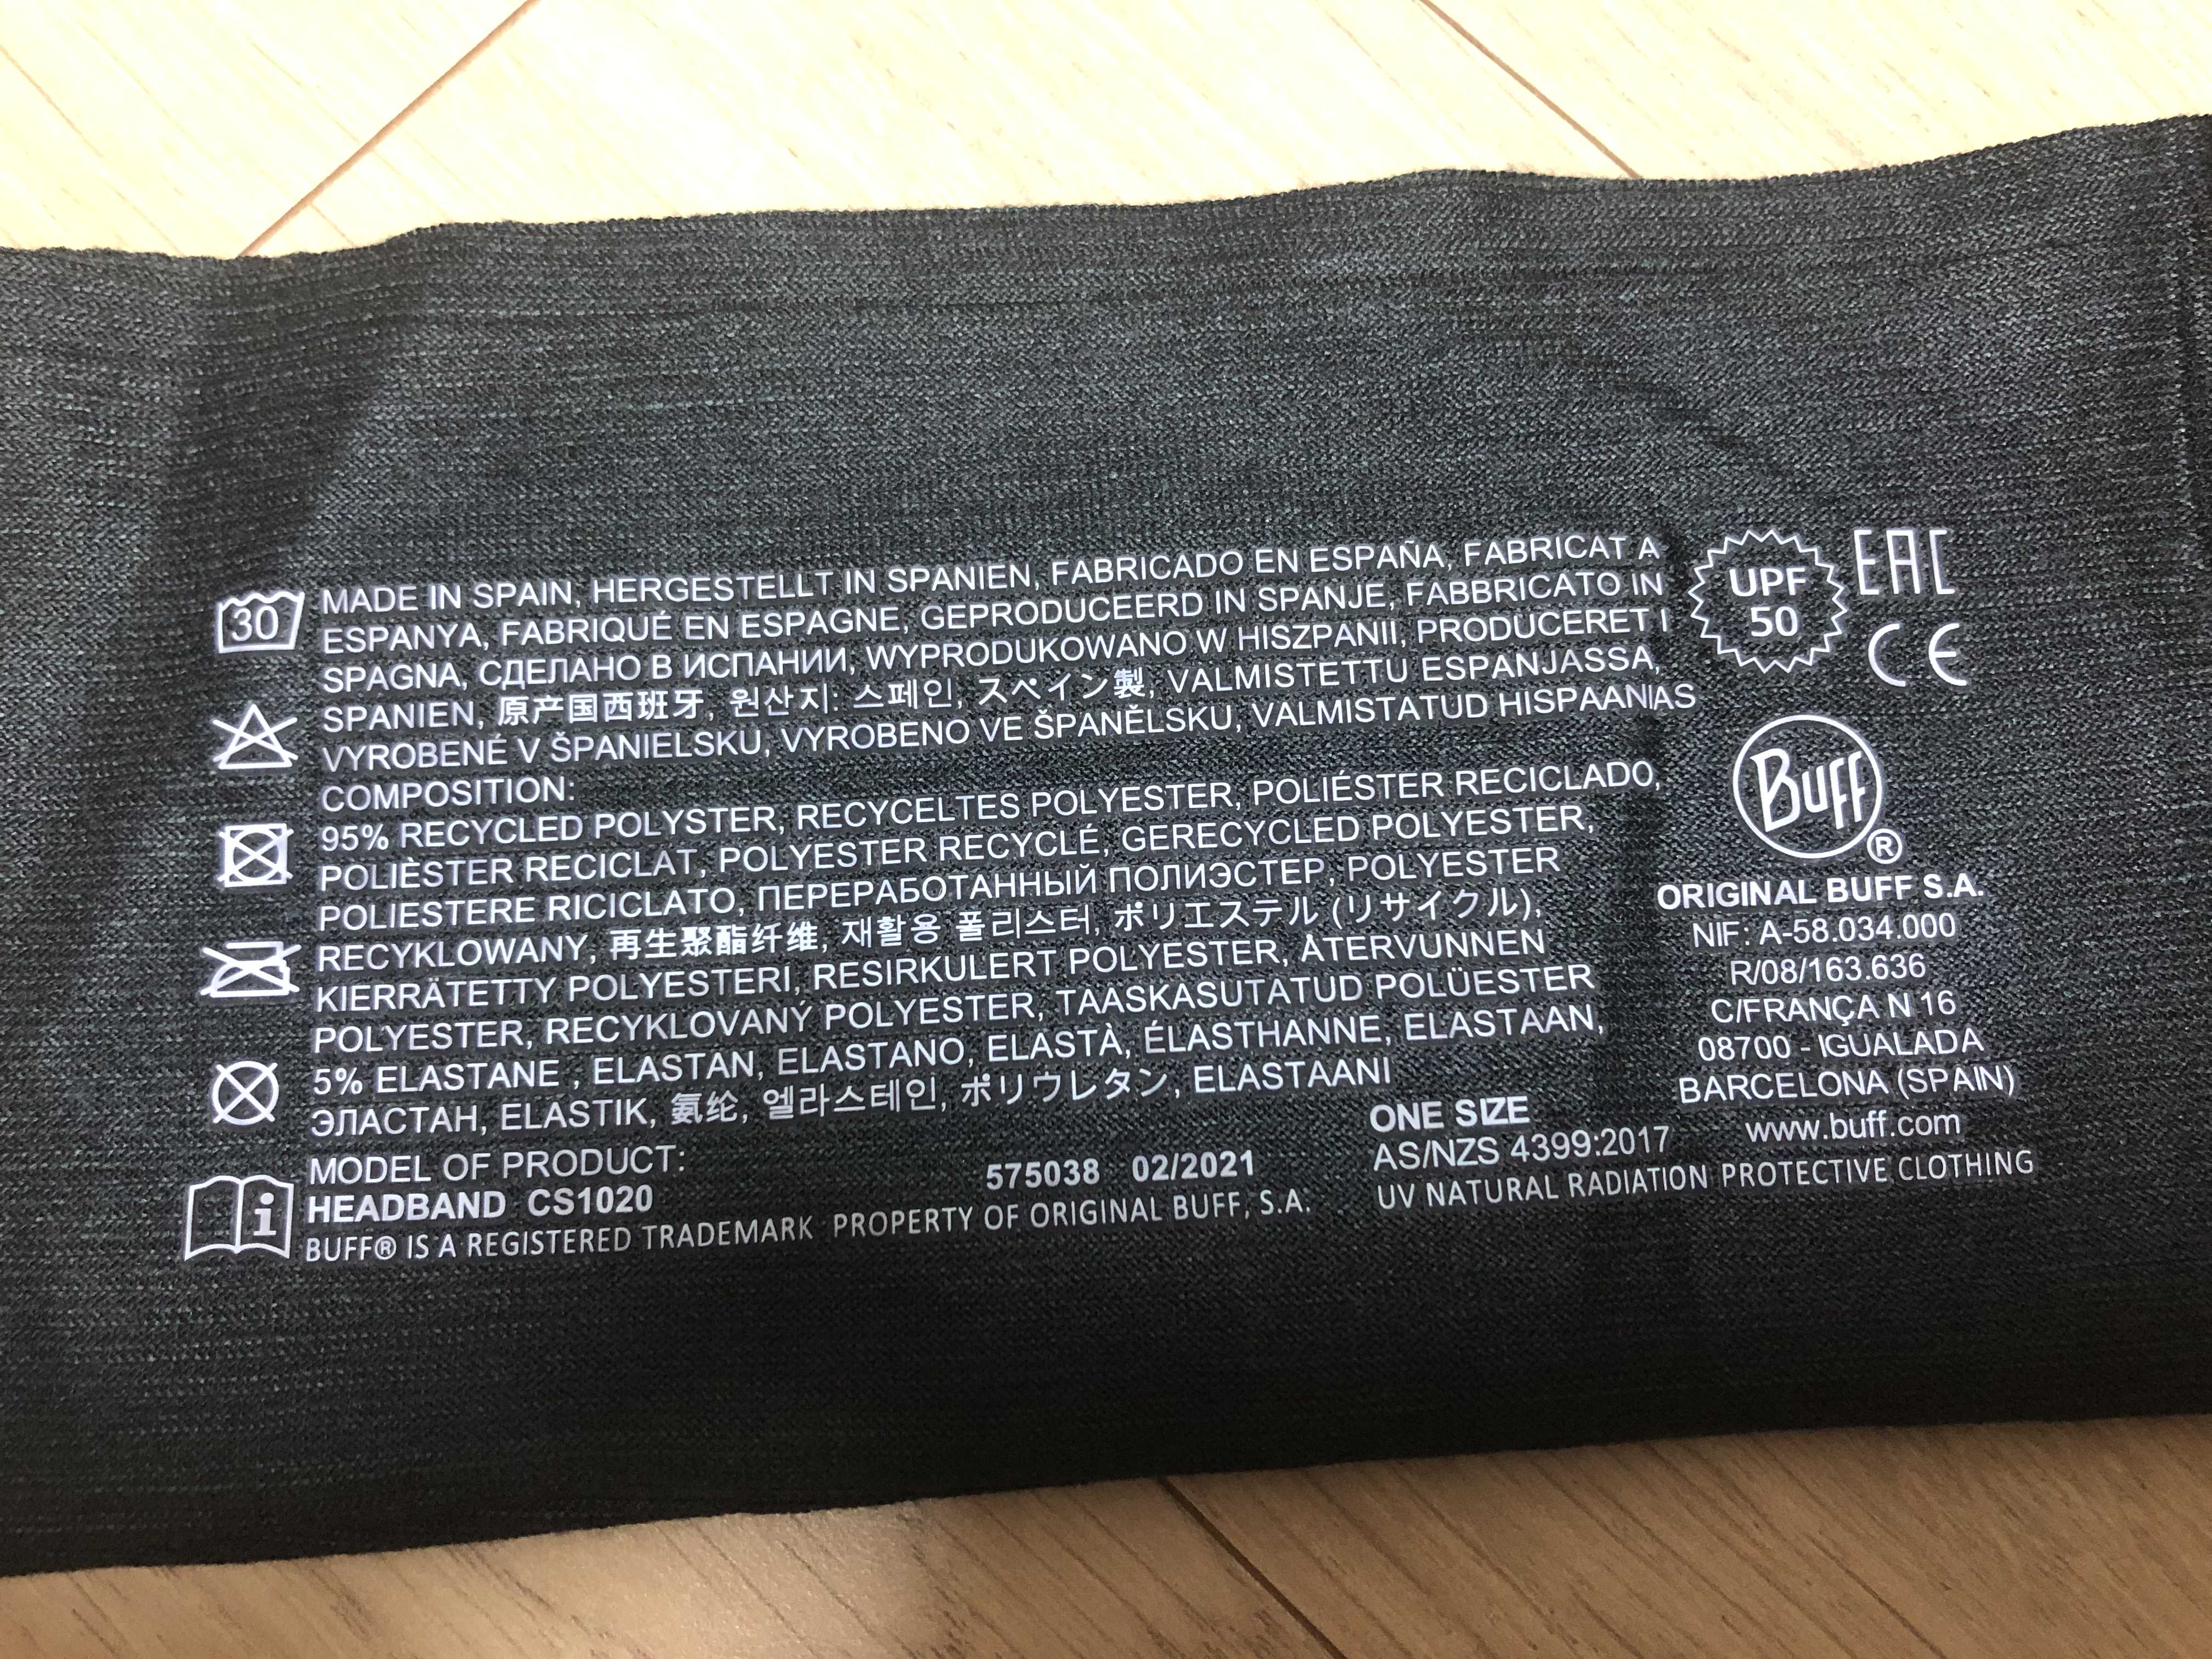 30
MADE IN SPAIN, HERGESTELLT IN SPANIEN, FABRICADO EN ESPAÑA, FABRICAT A
ESPANYA, FABRIQUÉ EN ESPAGNE, GEPRODUCEERD IN SPANJE, FABBRICATO IN
SPAGNA, СДЕЛАНО В ИСПАНИИ, WYPRODUKOWANO W HISZPANII, PRODUCERET I
SPANIEN, 原产国西班牙, 원산지: 스페인, スペイン製, VALMISTETTU ESPANJASSA,
VYROBENÉ V ŠPANIELSKU, VYROBENO VE ŠPANĚLSKU, VALMISTATUD HISPAANIAS
COMPOSITION:
95% RECYCLED POLYSTER, RECYCELTES POLYESTER, POLIÉSTER RECICLADO,
POLIÈSTER RECICLAT, POLYESTER RECYCLÉ, GERECYCLED POLYESTER,
POLIESTERE RICICLATO, ПЕРЕРАБОТАННЫЙ ПОЛИЭСТЕР, POLYESTER
RECYKLOWANY, 再生聚酯纤维, 재활용 폴리스터, ポリエステル (リサイクル),
KIERRÄTETTY POLYESTERI, RESIRKULERT POLYESTER, ÅTERVUNNEN
POLYESTER, RECYKLOVANÝ POLYESTER, TAASKASUTATUD POLÜESTER
5% ELASTANE , ELASTAN, ELASTANO, ELASTÀ, ÉLASTHANNE, ELASTAAN,
ЭЛАСТАН, ELASTIK, 氨纶, 엘라스테인, ポリウレタン, ELASTAANI
MODEL OF PRODUCT:
HEADBAND CS1020
575038 02/2021
BUFF® IS A REGISTERED TRADEMARK PROPERTY OF ORIGINAL BUFF, S.A.
ONE SIZE
AS/NZS 4399:2017
UV NATURAL RADIATION PROTECTIVE CLOTHING
UPF
50
EAC
CE
BUFF
®
ORIGINAL BUFF S.A.
NIF: A-58.034.000
R/08/163.636
C/FRANÇA N 16
08700 - IGUALADA
BARCELONA (SPAIN)
www.buff.com